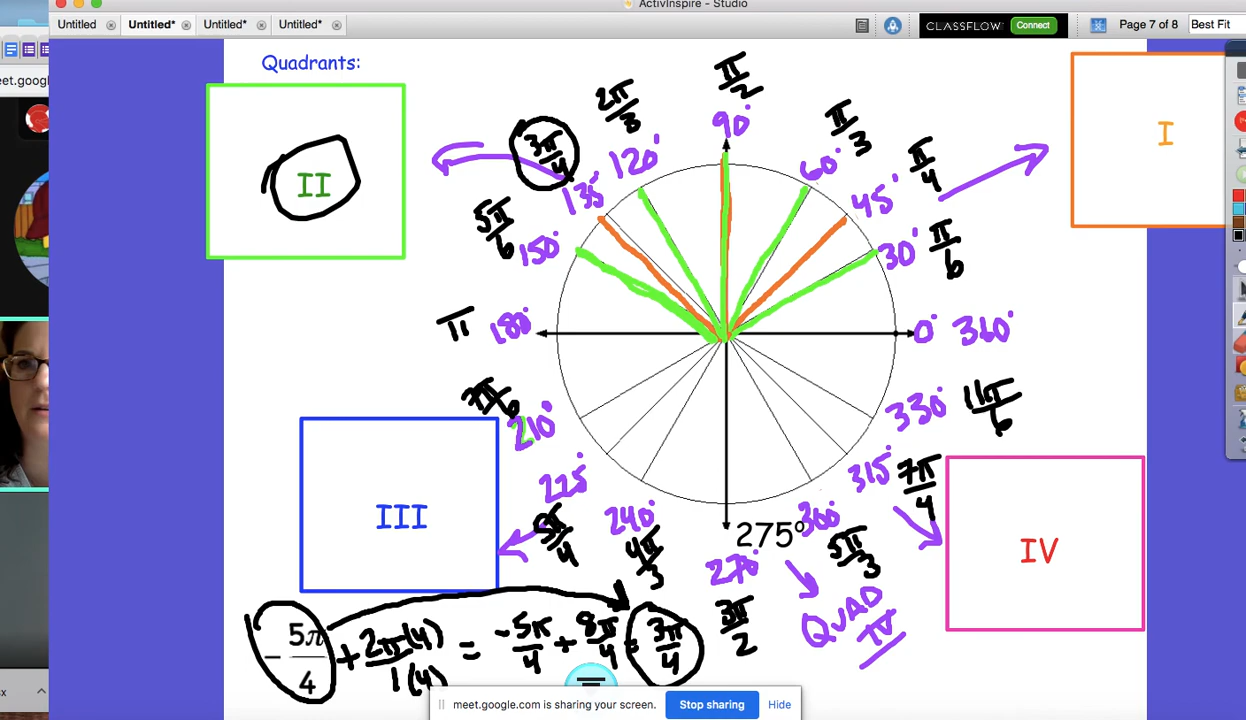 ActivInspire - Studio
Untitled
Untitled*
Untitled*
Untitled*
CLASSFLOW
Connect
Page 7 of 8
Best Fit
meet.google.com
Quadrants:
π/2
90°
2π/3
120°
3π/4
135°
5π/6
150°
π
180°
π/3
60°
π/4
45°
π/6
30°
0° 360°
I
II
III
IV
7π/6
210°
225°
5π/4
240°
4π/3
275°
270°
3π/2
300°
5π/3
315°
7π/4
330°
11π/6
QUAD
IV
-5π/4 + 2π(4)/1(4) = -5π/4 + 8π/4 = 3π/4
meet.google.com is sharing your screen.
Stop sharing
Hide